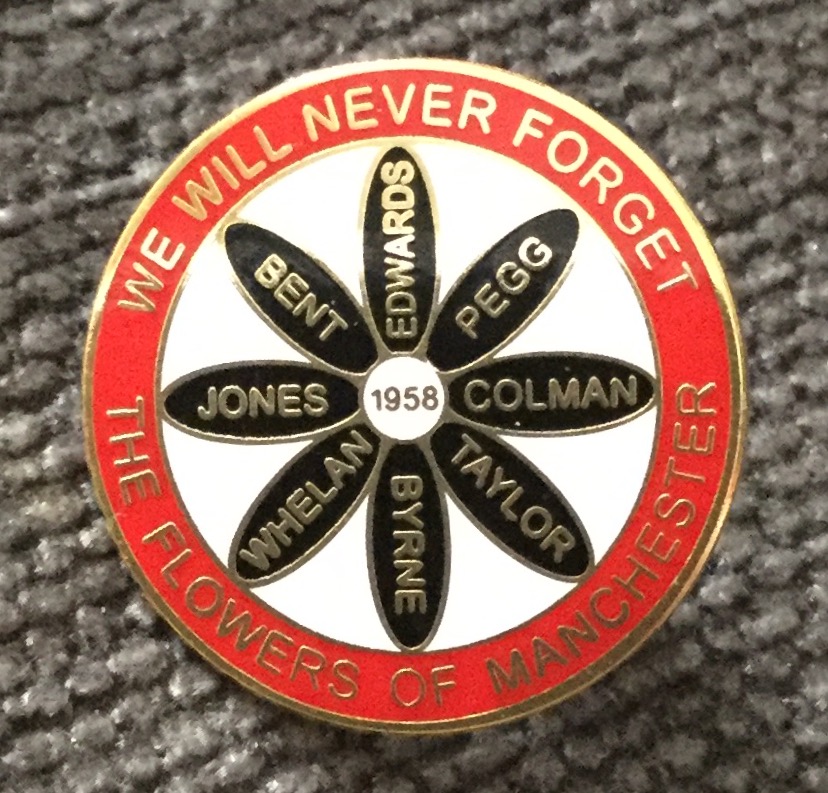 WE WILL NEVER FORGET
EDWARDS
PEGG
COLMAN
TAYLOR
BYRNE
WHELAN
JONES
BENT
1958
THE FLOWERS OF MANCHESTER